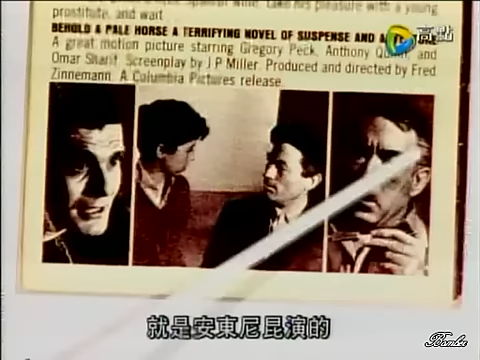 prostitute, and wait
BEHOLD A PALE HORSE A TERRIFYING NOVEL OF SUSPENSE AND
A great motion picture starring Gregory Peck, Anthony Quinn, and
Omar Sharif. Screenplay by J P Miller. Produced and directed by Fred
Zinnemann. A Columbia Pictures release.
高點
就是安東尼昆演的